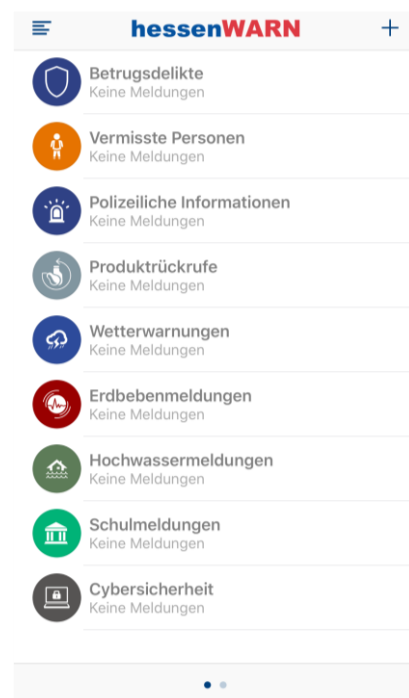 hessenWARN
Betrugsdelikte
Keine Meldungen
Vermisste Personen
Keine Meldungen
Polizeiliche Informationen
Keine Meldungen
Produktrückrufe
Keine Meldungen
Wetterwarnungen
Keine Meldungen
Erdbebenmeldungen
Keine Meldungen
Hochwassermeldungen
Keine Meldungen
Schulmeldungen
Keine Meldungen
Cybersicherheit
Keine Meldungen